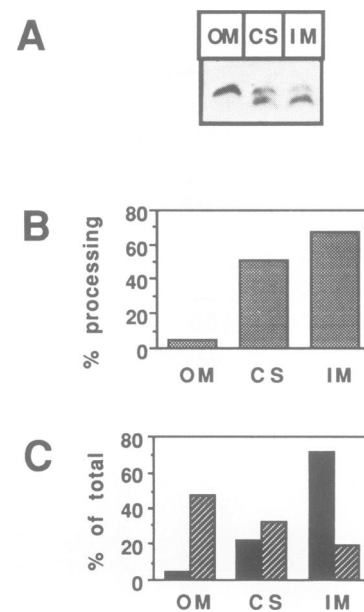 A
OM CS IM
B
% processing
80
60
40
20
0
OM CS IM
C
% of total
80
60
40
20
0
OM CS IM